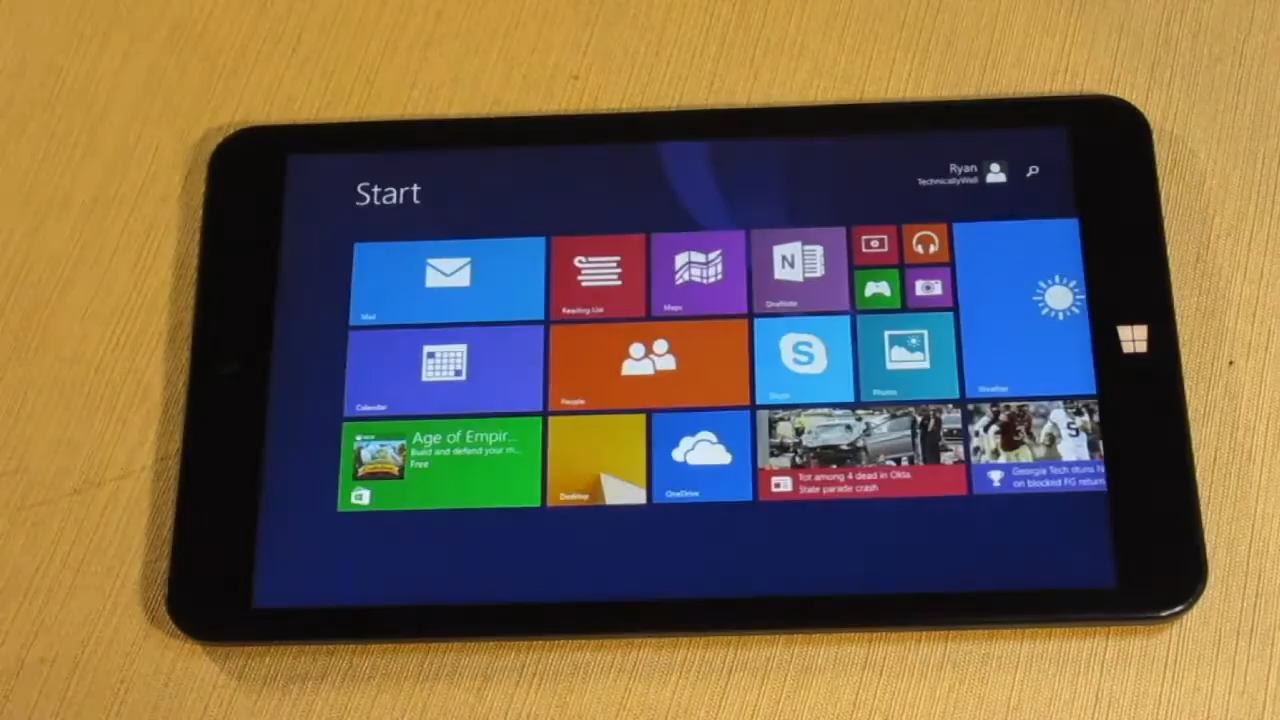 Start
Ryan
TechnicallyWell
Mail
Reading List
Maps
N
OneNote
Calendar
People
S
Skype
Photos
Weather
XBOX
Age of Empir...
Build and defend your m...
Free
Desktop
OneDrive
Tot among 4 dead in Okla.
State parade crash
Georgia Tech stuns N
on blocked FG return
5